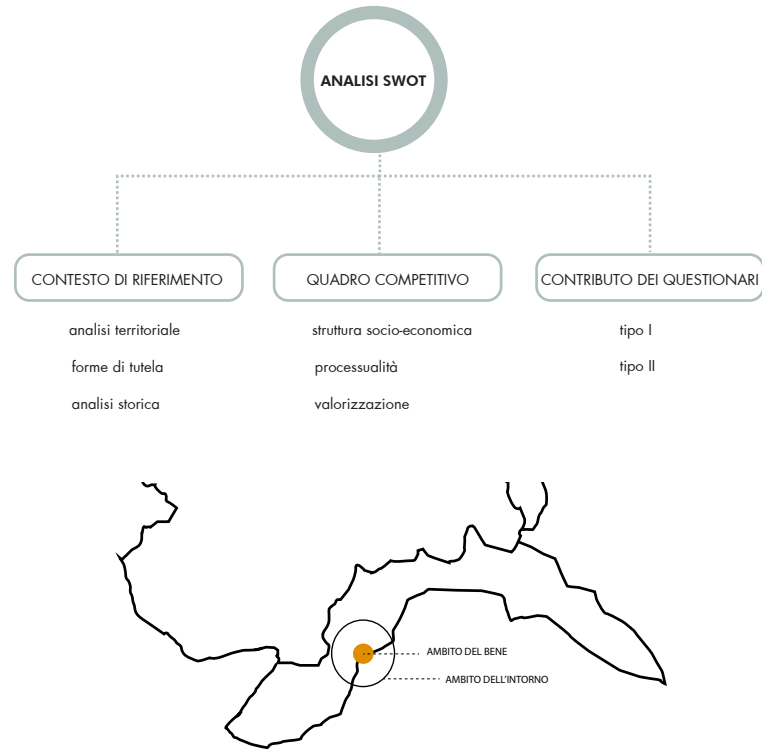 ANALISI SWOT
CONTESTO DI RIFERIMENTO
analisi territoriale
forme di tutela
analisi storica
QUADRO COMPETITIVO
struttura socio-economica
processualità
valorizzazione
CONTRIBUTO DEI QUESTIONARI
tipo I
tipo II
AMBITO DEL BENE
AMBITO DELL'INTORNO